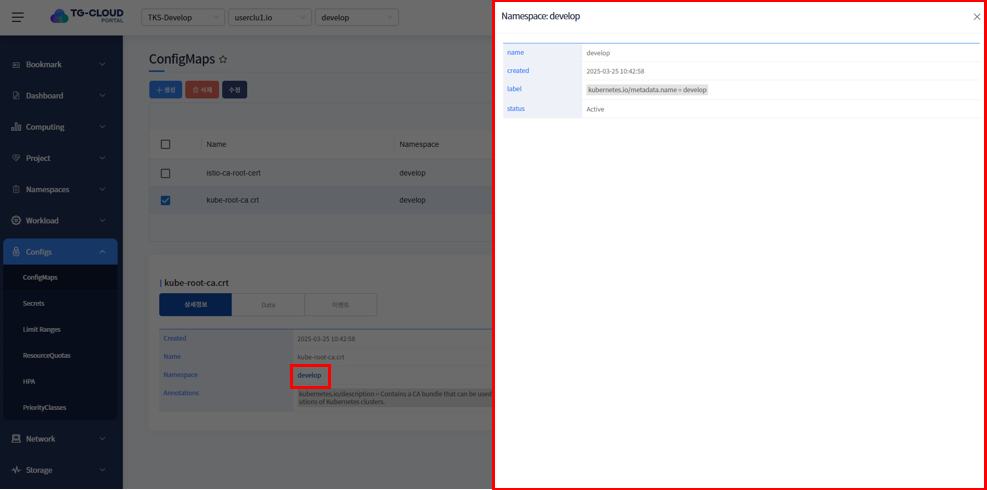 TG-CLOUD
PORTAL
TKS-Develop
userclu1.io
develop
Bookmark
Dashboard
Computing
Project
Namespaces
Workload
Configs
ConfigMaps
Secrets
Limit Ranges
ResourceQuotas
HPA
PriorityClasses
Network
Storage
ConfigMaps
생성
삭제
수정
Name
Namespace
istio-ca-root-cert
develop
kube-root-ca.crt
develop
kube-root-ca.crt
상세정보
Data
이벤트
Created
2025-03-25 10:42:58
Name
kube-root-ca.crt
Namespace
develop
Annotations
kubernetes.io/description = Contains a CA bundle that can be used
utions of Kubernetes clusters.
Namespace: develop
name
develop
created
2025-03-25 10:42:58
label
kubernetes.io/metadata.name = develop
status
Active